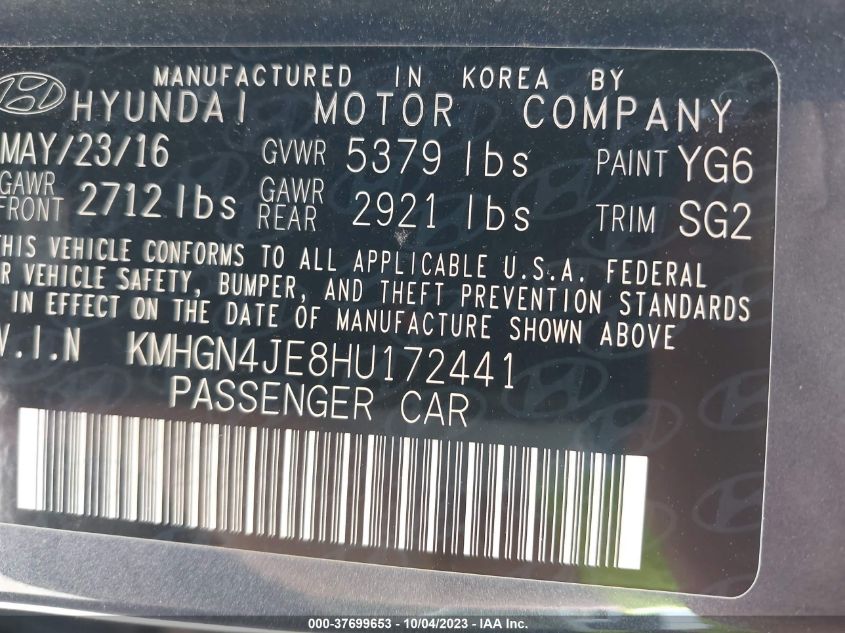 MANUFACTURED IN KOREA BY
HYUNDAI MOTOR COMPANY
MAY/23/16 GVWR 5379 lbs PAINT YG6
GAWR FRONT 2712 lbs GAWR REAR 2921 lbs TRIM SG2
THIS VEHICLE CONFORMS TO ALL APPLICABLE U.S.A. FEDERAL
R VEHICLE SAFETY, BUMPER, AND THEFT PREVENTION STANDARDS
IN EFFECT ON THE DATE OF MANUFACTURE SHOWN ABOVE
V.I.N KMHGN4JE8HU172441
PASSENGER CAR
000-37699653 - 10/04/2023 - © IAA Inc.